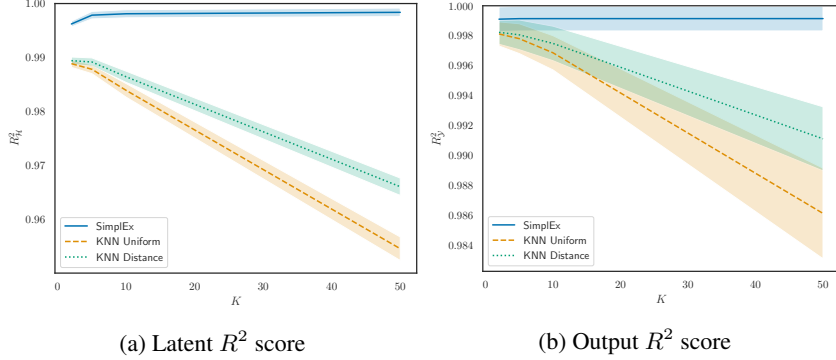 1.00
0.99
0.98
0.97
0.96
R²_H
SimplEx
KNN Uniform
KNN Distance
0 10 20 30 40 50
K
(a) Latent R² score
1.000
0.998
0.996
0.994
0.992
0.990
0.988
0.986
0.984
R²_Y
SimplEx
KNN Uniform
KNN Distance
0 10 20 30 40 50
K
(b) Output R² score